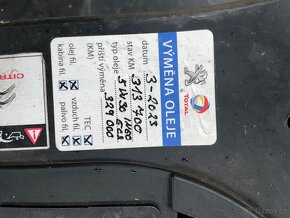 VÝMĚNA OLEJE
TOTAL
datum 3-2023
stav KM 313 700
typ oleje 5W30
příští výměna 329 000
(KM)
TEC
olej fil.
vzduch fil.
kabina fil.
palivo fil.
CITR